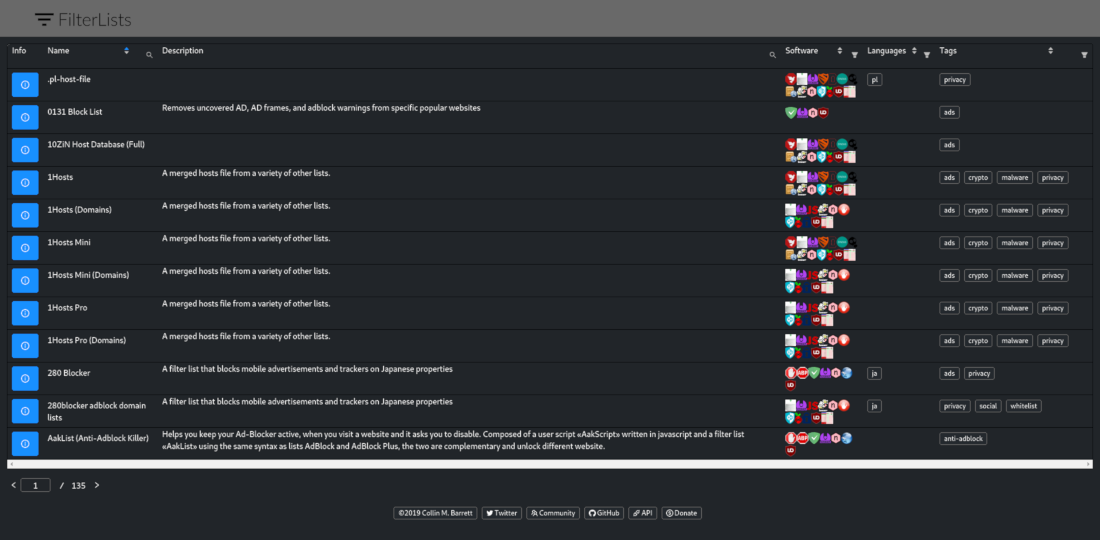 FilterLists
Info Name Description Software Languages Tags
.pl-host-file pl privacy
0131 Block List Removes uncovered AD, AD frames, and adblock warnings from specific popular websites ads
10ZiN Host Database (Full) ads
1Hosts A merged hosts file from a variety of other lists. ads crypto malware privacy
1Hosts (Domains) A merged hosts file from a variety of other lists. ads crypto malware privacy
1Hosts Mini A merged hosts file from a variety of other lists. ads crypto malware privacy
1Hosts Mini (Domains) A merged hosts file from a variety of other lists. ads crypto malware privacy
1Hosts Pro A merged hosts file from a variety of other lists. ads crypto malware privacy
1Hosts Pro (Domains) A merged hosts file from a variety of other lists. ads crypto malware privacy
280 Blocker A filter list that blocks mobile advertisements and trackers on Japanese properties ja ads privacy
280blocker adblock domain A filter list that blocks mobile advertisements and trackers on Japanese properties ja privacy social whitelist
lists
AakList (Anti-Adblock Killer) Helps you keep your Ad-Blocker active, when you visit a website and it asks you to disable. Composed of a user script «AakScript» written in javascript and a filter list anti-adblock
«AakList» using the same syntax as lists AdBlock and AdBlock Plus, the two are complementary and unlock different website.
< 1 / 135 >
©2019 Collin M. Barrett Twitter Community GitHub API Donate